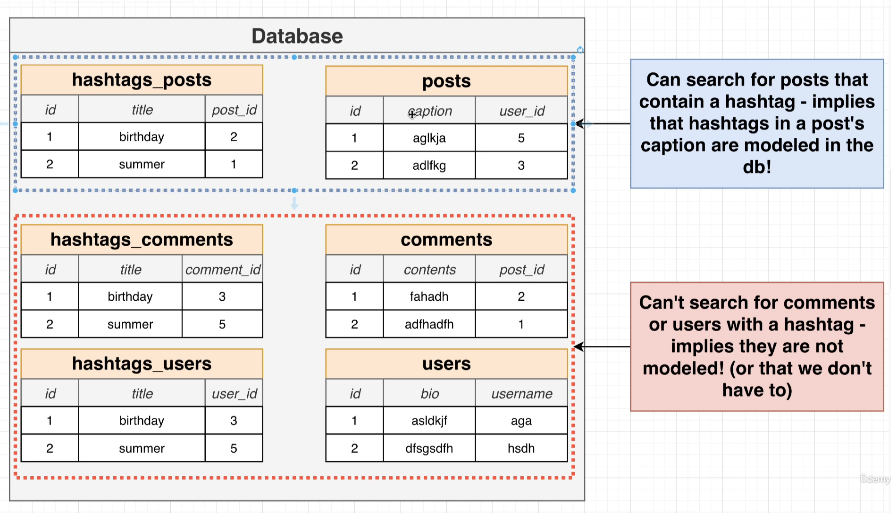 Database
hashtags_posts
id title post_id
1 birthday 2
2 summer 1
posts
id caption user_id
1 aglkja 5
2 adlfkg 3
Can search for posts that
contain a hashtag - implies
that hashtags in a post's
caption are modeled in the
db!
hashtags_comments
id title comment_id
1 birthday 3
2 summer 5
comments
id contents post_id
1 fahadh 2
2 adfhadfh 1
Can't search for comments
or users with a hashtag -
implies they are not
modeled! (or that we don't
have to)
hashtags_users
id title user_id
1 birthday 3
2 summer 5
users
id bio username
1 asldkjf aga
2 dfsgsdfh hsdh